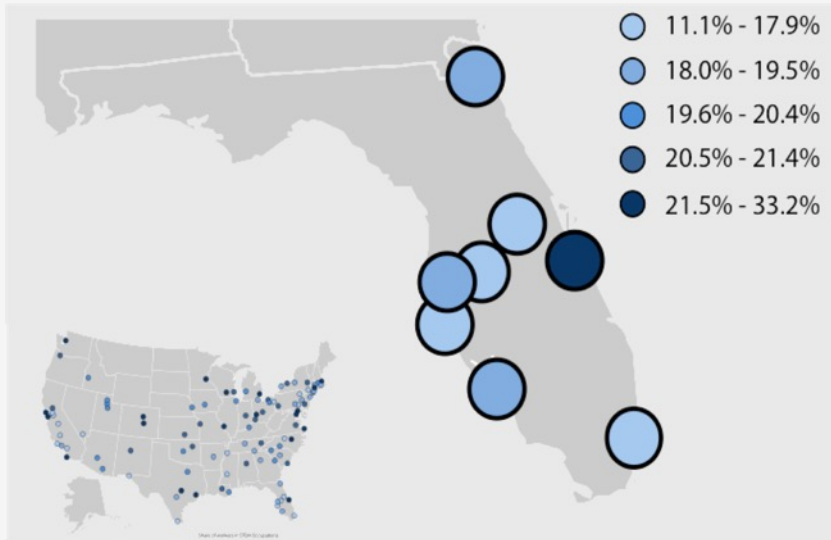 11.1% - 17.9%
18.0% - 19.5%
19.6% - 20.4%
20.5% - 21.4%
21.5% - 33.2%